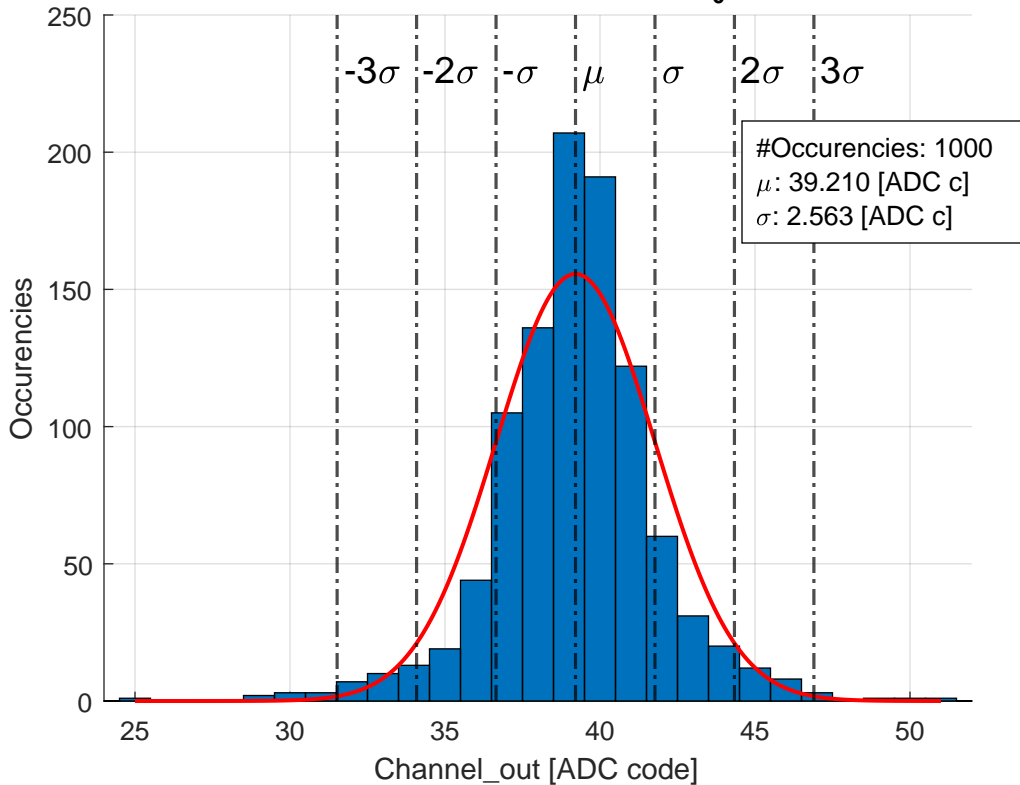 250
-3σ -2σ -σ μ σ 2σ 3σ
#Occurencies: 1000
μ: 39.210 [ADC c]
σ: 2.563 [ADC c]
200
150
100
50
0
Occurencies
25 30 35 40 45 50
Channel_out [ADC code]